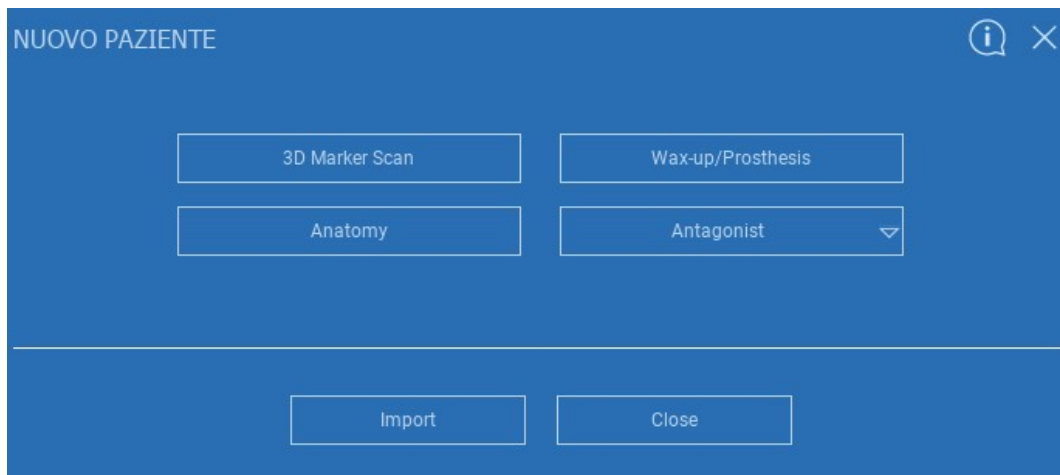 NUOVO PAZIENTE
3D Marker Scan
Wax-up/Prosthesis
Anatomy
Antagonist
Import
Close